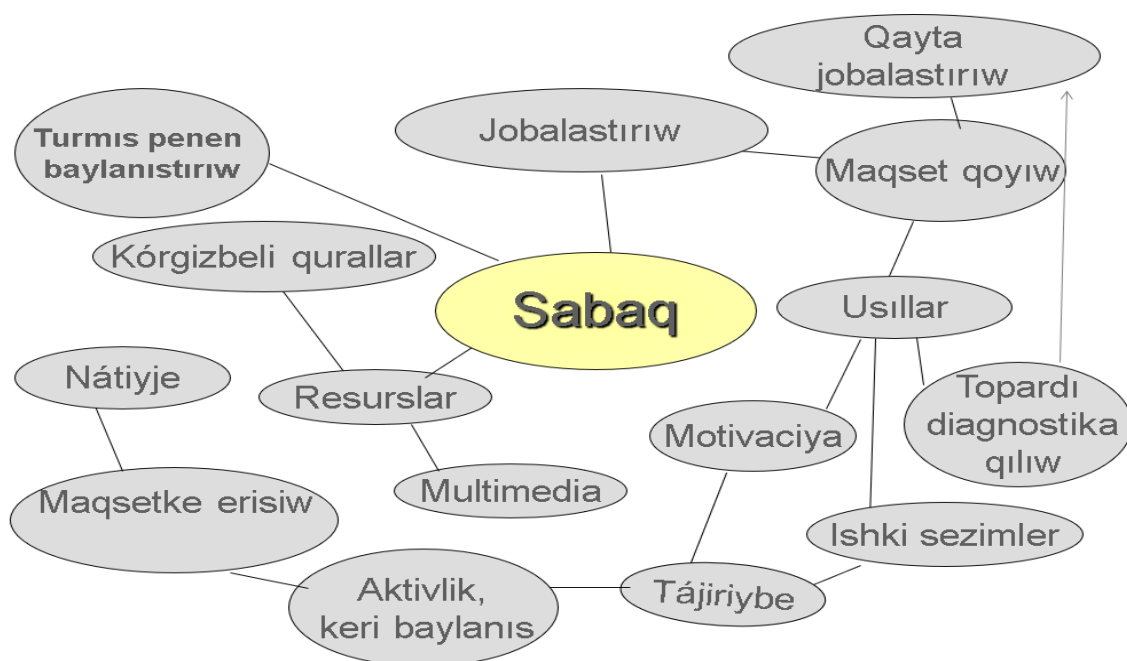 Qayta
jobalastırıw
Jobalastırıw
Turmıs penen
baylanıstırıw
Maqset qoyıw
Kórgizbeli qurallar
Sabaq
Usıllar
Nátiyje
Resurslar
Topardı
diagnostika
qılıw
Motivaciya
Multimedia
Maqsetke erisiw
Ishki sezimler
Aktivlik,
keri baylanıs
Tájiriybe